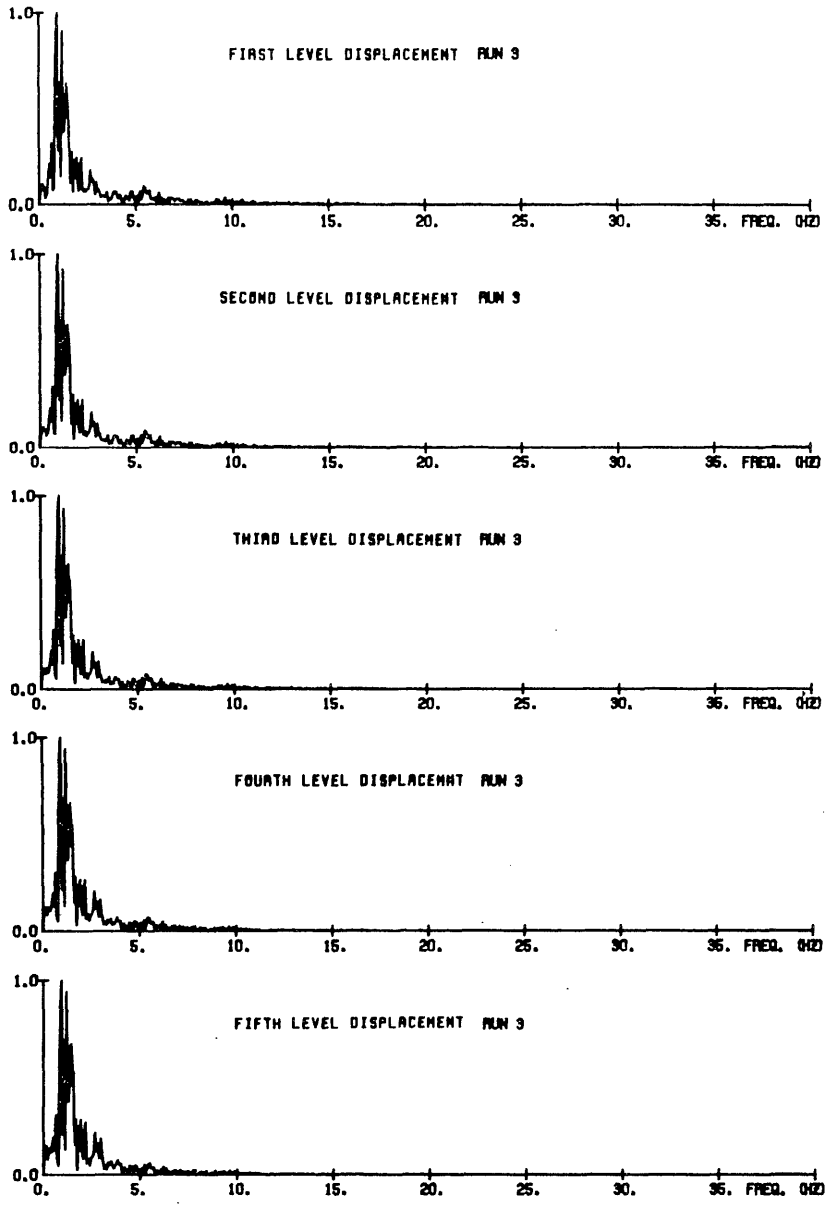 1.0
FIRST LEVEL DISPLACEMENT RUN 3
0.0
0. 5. 10. 15. 20. 25. 30. 35. FREQ. (HZ)
1.0
SECOND LEVEL DISPLACEMENT RUN 3
0.0
0. 5. 10. 15. 20. 25. 30. 35. FREQ. (HZ)
1.0
THIRD LEVEL DISPLACEMENT RUN 3
0.0
0. 5. 10. 15. 20. 25. 30. 35. FREQ. (HZ)
1.0
FOURTH LEVEL DISPLACEMNT RUN 3
0.0
0. 5. 10. 15. 20. 25. 30. 35. FREQ. (HZ)
1.0
FIFTH LEVEL DISPLACEMENT RUN 3
0.0
0. 5. 10. 15. 20. 25. 30. 35. FREQ. (HZ)